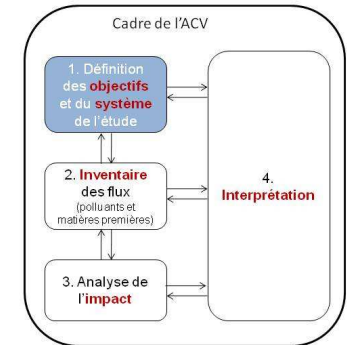 Cadre de l'ACV
1. Définition
des objectifs
et du système
de l'étude
2. Inventaire
des flux
(polluants et
matières premières)
3. Analyse de
l'impact
4.
Interprétation